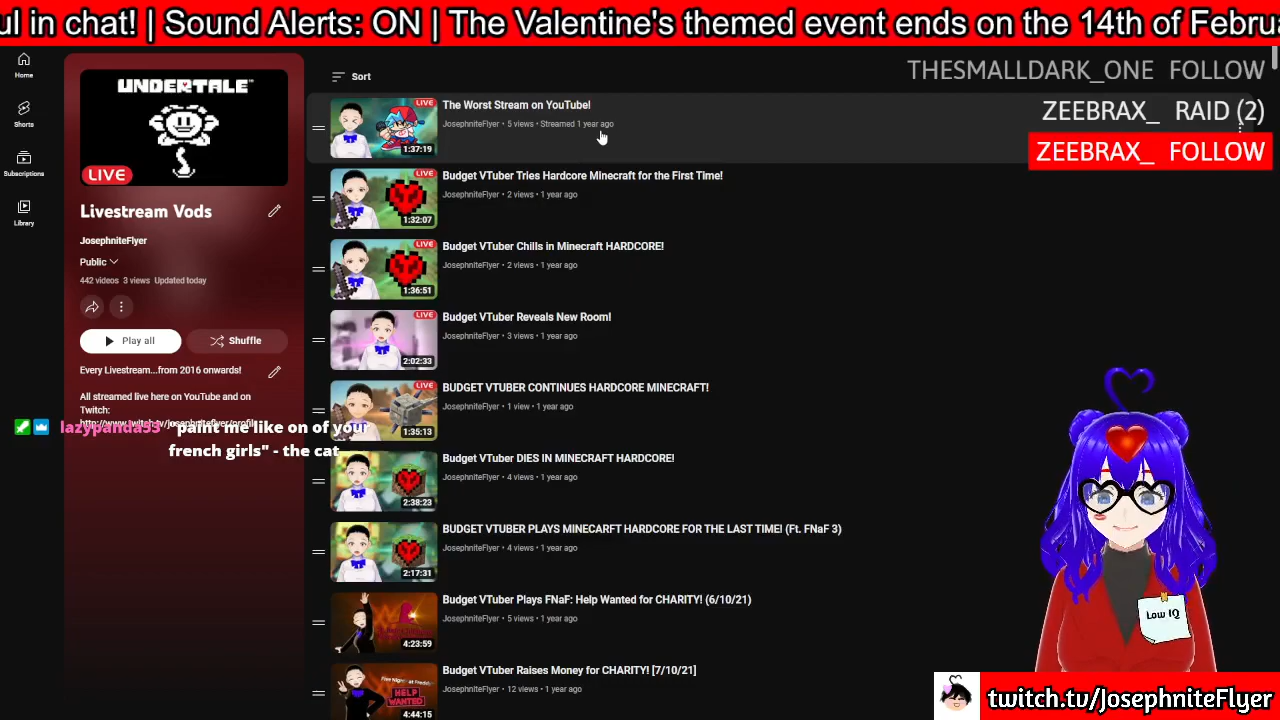 ul in chat! | Sound Alerts: ON | The Valentine's themed event ends on the 14th of Februa
THESMALLDARK_ONE FOLLOW
ZEEBRAX_ RAID (2)
ZEEBRAX_ FOLLOW
Home
Shorts
Subscriptions
Library
UNDERTALE™
LIVE
Livestream Vods
JosephniteFlyer
Public
442 videos 3 views Updated today
Play all
Shuffle
Every Livestream...from 2016 onwards!
All streamed live here on YouTube and on
Twitch:
lazypanda53 "paint me like on of your
french girls" - the cat
Sort
LIVE
1:37:19
The Worst Stream on YouTube!
JosephniteFlyer • 5 views • Streamed 1 year ago
LIVE
1:32:07
Budget VTuber Tries Hardcore Minecraft for the First Time!
JosephniteFlyer • 2 views • 1 year ago
LIVE
1:36:51
Budget VTuber Chills in Minecraft HARDCORE!
JosephniteFlyer • 2 views • 1 year ago
LIVE
2:02:33
Budget VTuber Reveals New Room!
JosephniteFlyer • 3 views • 1 year ago
LIVE
1:35:13
BUDGET VTUBER CONTINUES HARDCORE MINECRAFT!
JosephniteFlyer • 1 view • 1 year ago
2:38:23
Budget VTuber DIES IN MINECRAFT HARDCORE!
JosephniteFlyer • 4 views • 1 year ago
2:17:31
BUDGET VTUBER PLAYS MINECARFT HARDCORE FOR THE LAST TIME! (Ft. FNaF 3)
JosephniteFlyer • 4 views • 1 year ago
4:23:59
Budget VTuber Plays FNaF: Help Wanted for CHARITY! (6/10/21)
JosephniteFlyer • 5 views • 1 year ago
HELP
WANTED
4:44:15
Budget VTuber Raises Money for CHARITY! [7/10/21]
JosephniteFlyer • 12 views • 1 year ago
Low IQ
twitch.tv/JosephniteFlyer